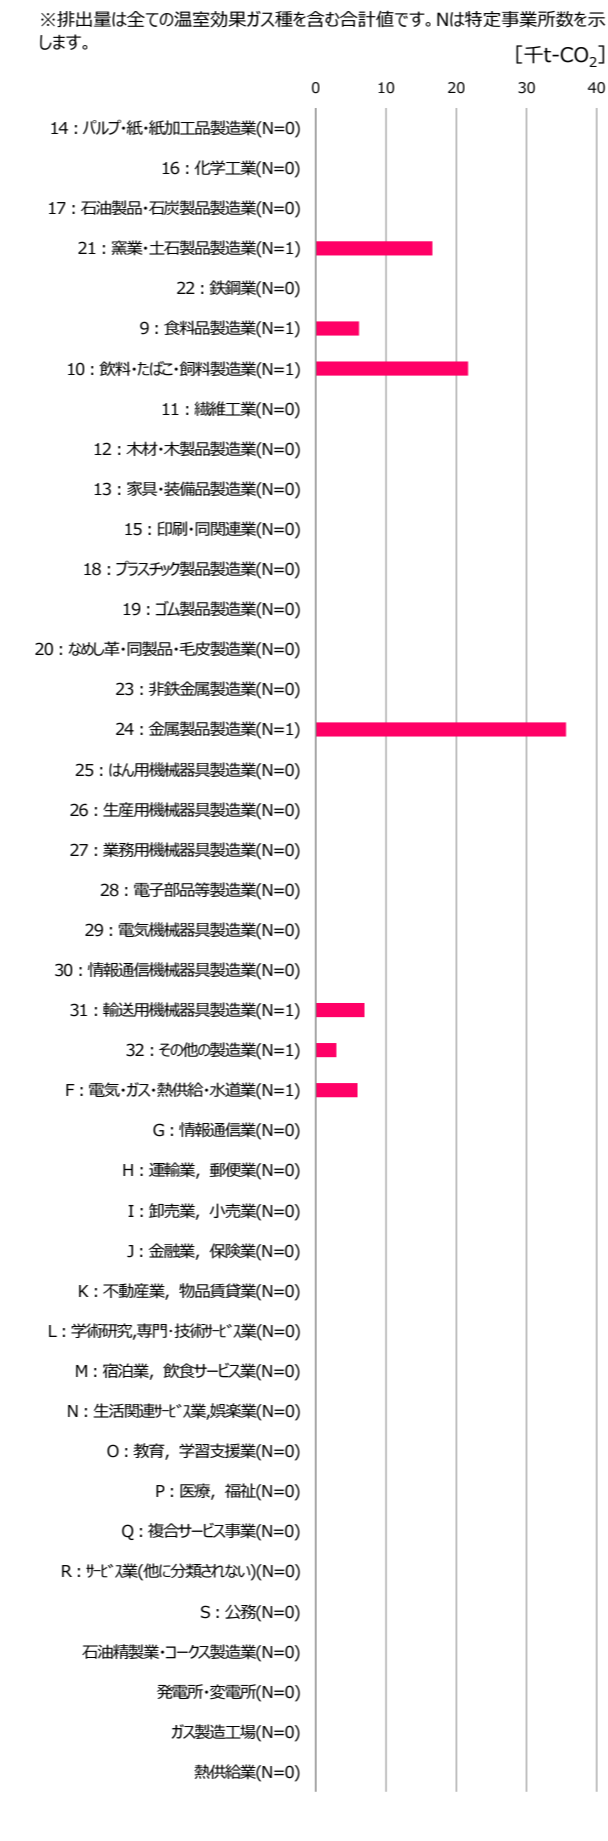 ※排出量は全ての温室効果ガス種を含む合計値です。Nは特定事業所数を示
します。
[千t-CO₂]
0 10 20 30 40
14：パルプ・紙・紙加工品製造業(N=0)
16：化学工業(N=0)
17：石油製品・石炭製品製造業(N=0)
21：窯業・土石製品製造業(N=1)
22：鉄鋼業(N=0)
9：食料品製造業(N=1)
10：飲料・たばこ・飼料製造業(N=1)
11：繊維工業(N=0)
12：木材・木製品製造業(N=0)
13：家具・装備品製造業(N=0)
15：印刷・同関連業(N=0)
18：プラスチック製品製造業(N=0)
19：ゴム製品製造業(N=0)
20：なめし革・同製品・毛皮製造業(N=0)
23：非鉄金属製造業(N=0)
24：金属製品製造業(N=1)
25：はん用機械器具製造業(N=0)
26：生産用機械器具製造業(N=0)
27：業務用機械器具製造業(N=0)
28：電子部品等製造業(N=0)
29：電気機械器具製造業(N=0)
30：情報通信機械器具製造業(N=0)
31：輸送用機械器具製造業(N=1)
32：その他の製造業(N=1)
F：電気・ガス・熱供給・水道業(N=1)
G：情報通信業(N=0)
H：運輸業，郵便業(N=0)
I：卸売業，小売業(N=0)
J：金融業，保険業(N=0)
K：不動産業，物品賃貸業(N=0)
L：学術研究,専門・技術ｻｰﾋﾞｽ業(N=0)
M：宿泊業，飲食サービス業(N=0)
N：生活関連ｻｰﾋﾞｽ業,娯楽業(N=0)
O：教育，学習支援業(N=0)
P：医療，福祉(N=0)
Q：複合サービス事業(N=0)
R：ｻｰﾋﾞｽ業(他に分類されない)(N=0)
S：公務(N=0)
石油精製業・コークス製造業(N=0)
発電所・変電所(N=0)
ガス製造工場(N=0)
熱供給業(N=0)